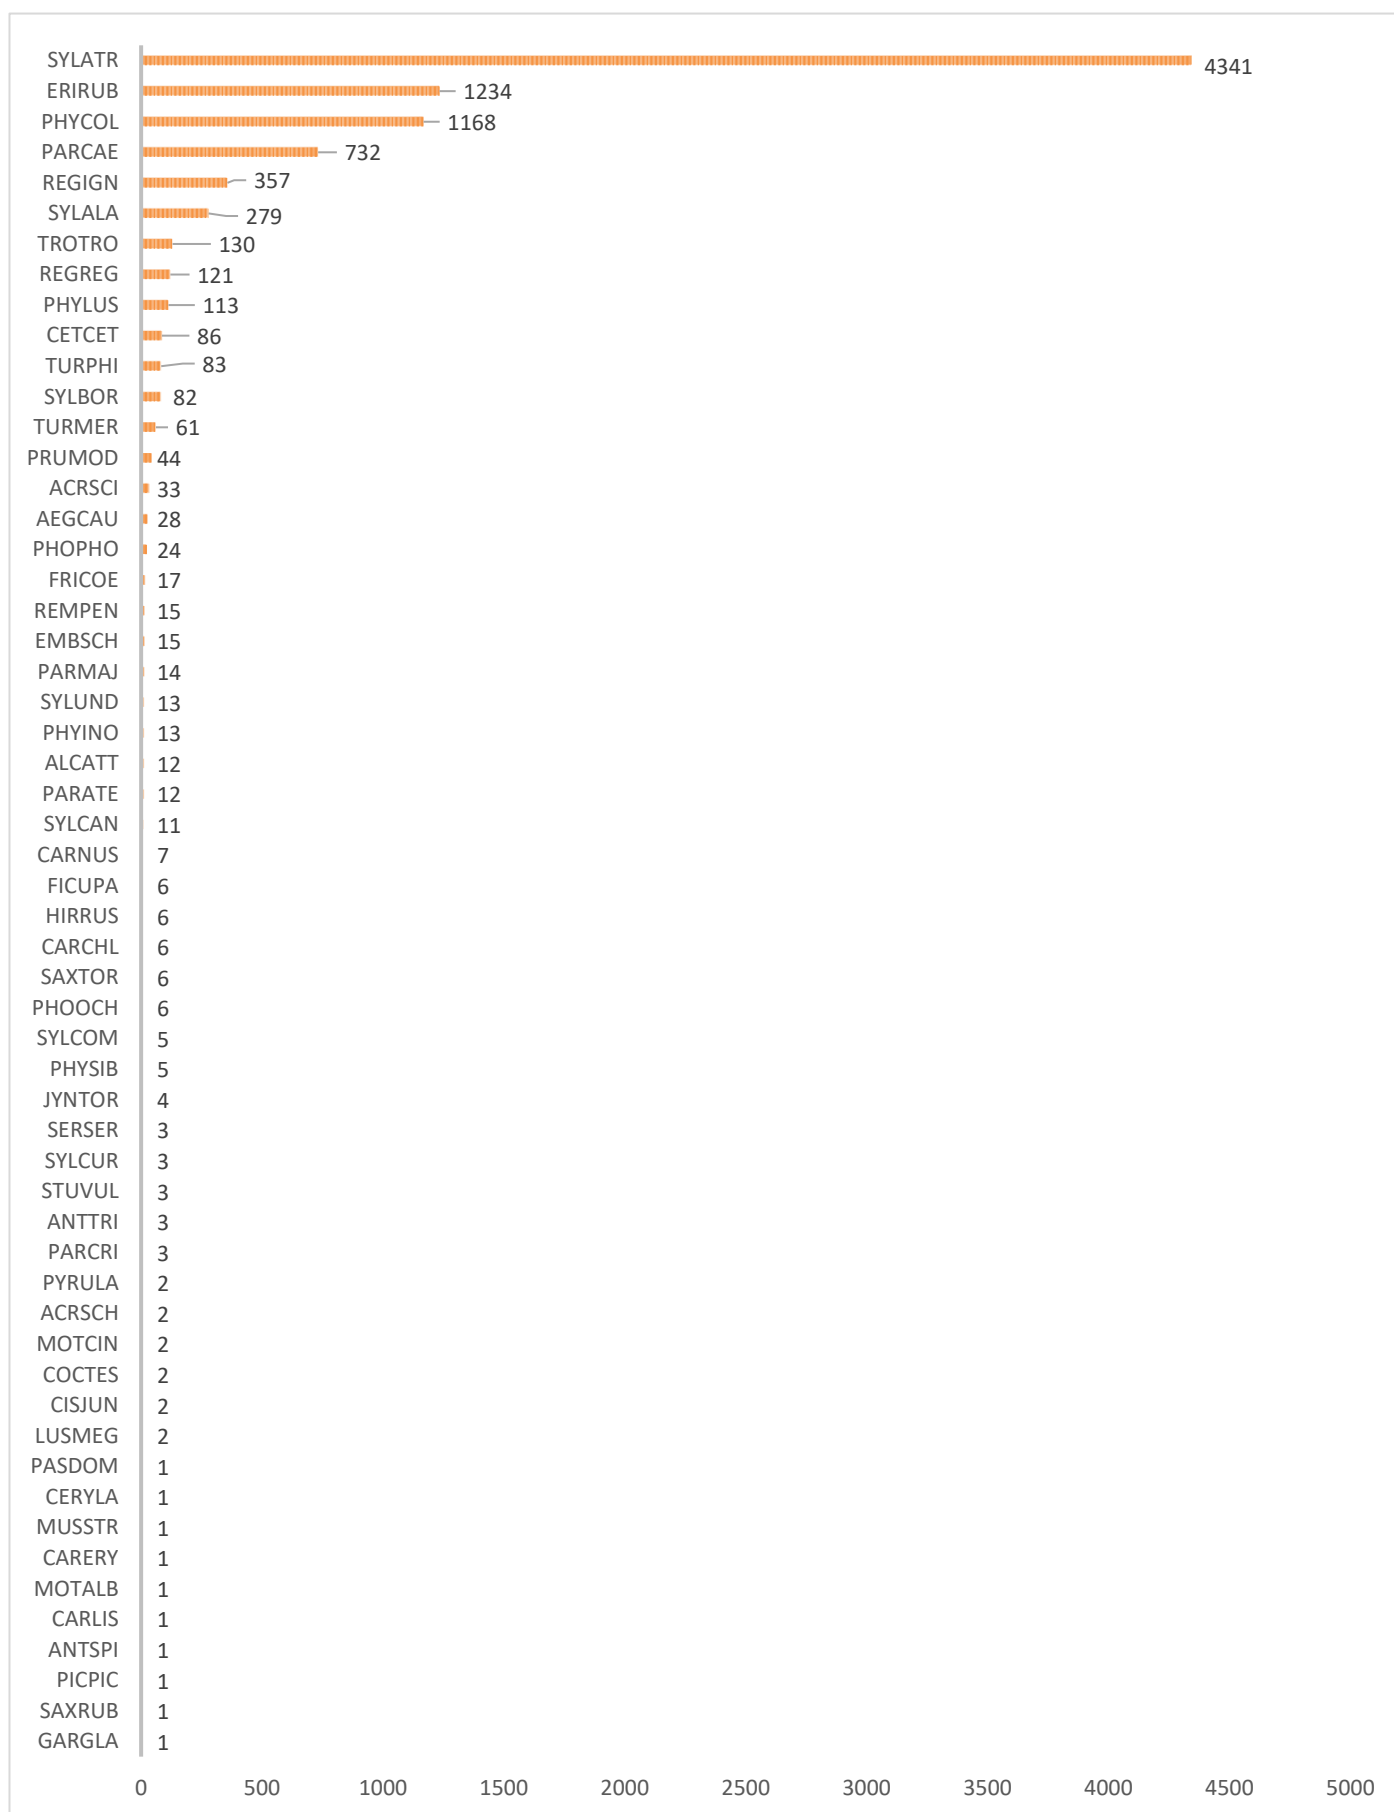 SYLATR 4341
ERIRUB 1234
PHYCOL 1168
PARCAE 732
REGIGN 357
SYLALA 279
TROTRO 130
REGREG 121
PHYLUS 113
CETCET 86
TURPHI 83
SYLBOR 82
TURMER 61
PRUMOD 44
ACRSCI 33
AEGCAU 28
PHOPHO 24
FRICOE 17
REMPEN 15
EMBSCH 15
PARMAJ 14
SYLUND 13
PHYINO 13
ALCATT 12
PARATE 12
SYLCAN 11
CARNUS 7
FICUPA 6
HIRRUS 6
CARCHL 6
SAXTOR 6
PHOOCH 6
SYLCOM 5
PHYSIB 5
JYNTOR 4
SERSER 3
SYLCUR 3
STUVUL 3
ANTTRI 3
PARCRI 3
PYRULA 2
ACRSCH 2
MOTCIN 2
COCTES 2
CISJUN 2
LUSMEG 2
PASDOM 1
CERYLA 1
MUSSTR 1
CARERY 1
MOTALB 1
CARLIS 1
ANTSPI 1
PICPIC 1
SAXRUB 1
GARGLA 1
0 500 1000 1500 2000 2500 3000 3500 4000 4500 5000